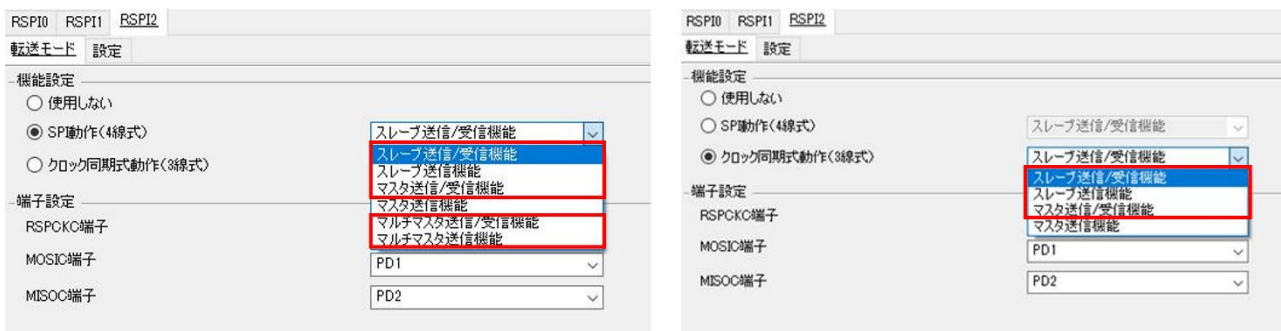 RSPI0 RSPI1 RSPI2
転送モード 設定
機能設定
使用しない
SPI動作(4線式) スレーブ送信/受信機能
スレーブ送信/受信機能
スレーブ送信機能
クロック同期式動作(3線式)
マスタ送信/受信機能
マスタ送信機能
マルチマスタ送信/受信機能
マルチマスタ送信機能
端子設定
RSPCKC端子
MOSIC端子 PD1
MISOC端子 PD2
RSPI0 RSPI1 RSPI2
転送モード 設定
機能設定
使用しない
SPI動作(4線式) スレーブ送信/受信機能
クロック同期式動作(3線式) スレーブ送信/受信機能
スレーブ送信/受信機能
スレーブ送信機能
マスタ送信/受信機能
マスタ送信機能
端子設定
RSPCKC端子
MOSIC端子 PD1
MISOC端子 PD2